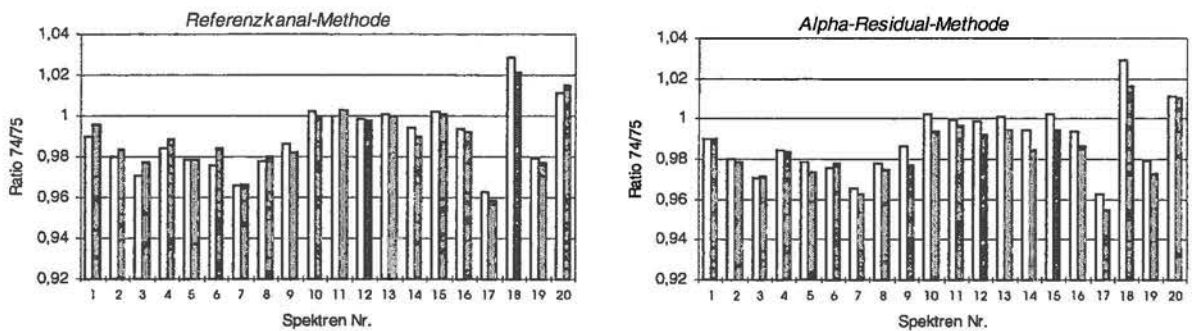 Referenzkanal-Methode
1,04
1,02
1
0,98
0,96
0,94
0,92
Ratio 74/75
1 2 3 4 5 6 7 8 9 10 11 12 13 14 15 16 17 18 19 20
Spektren Nr.
Alpha-Residual-Methode
1,04
1,02
1
0,98
0,96
0,94
0,92
Ratio 74/75
1 2 3 4 5 6 7 8 9 10 11 12 13 14 15 16 17 18 19 20
Spektren Nr.